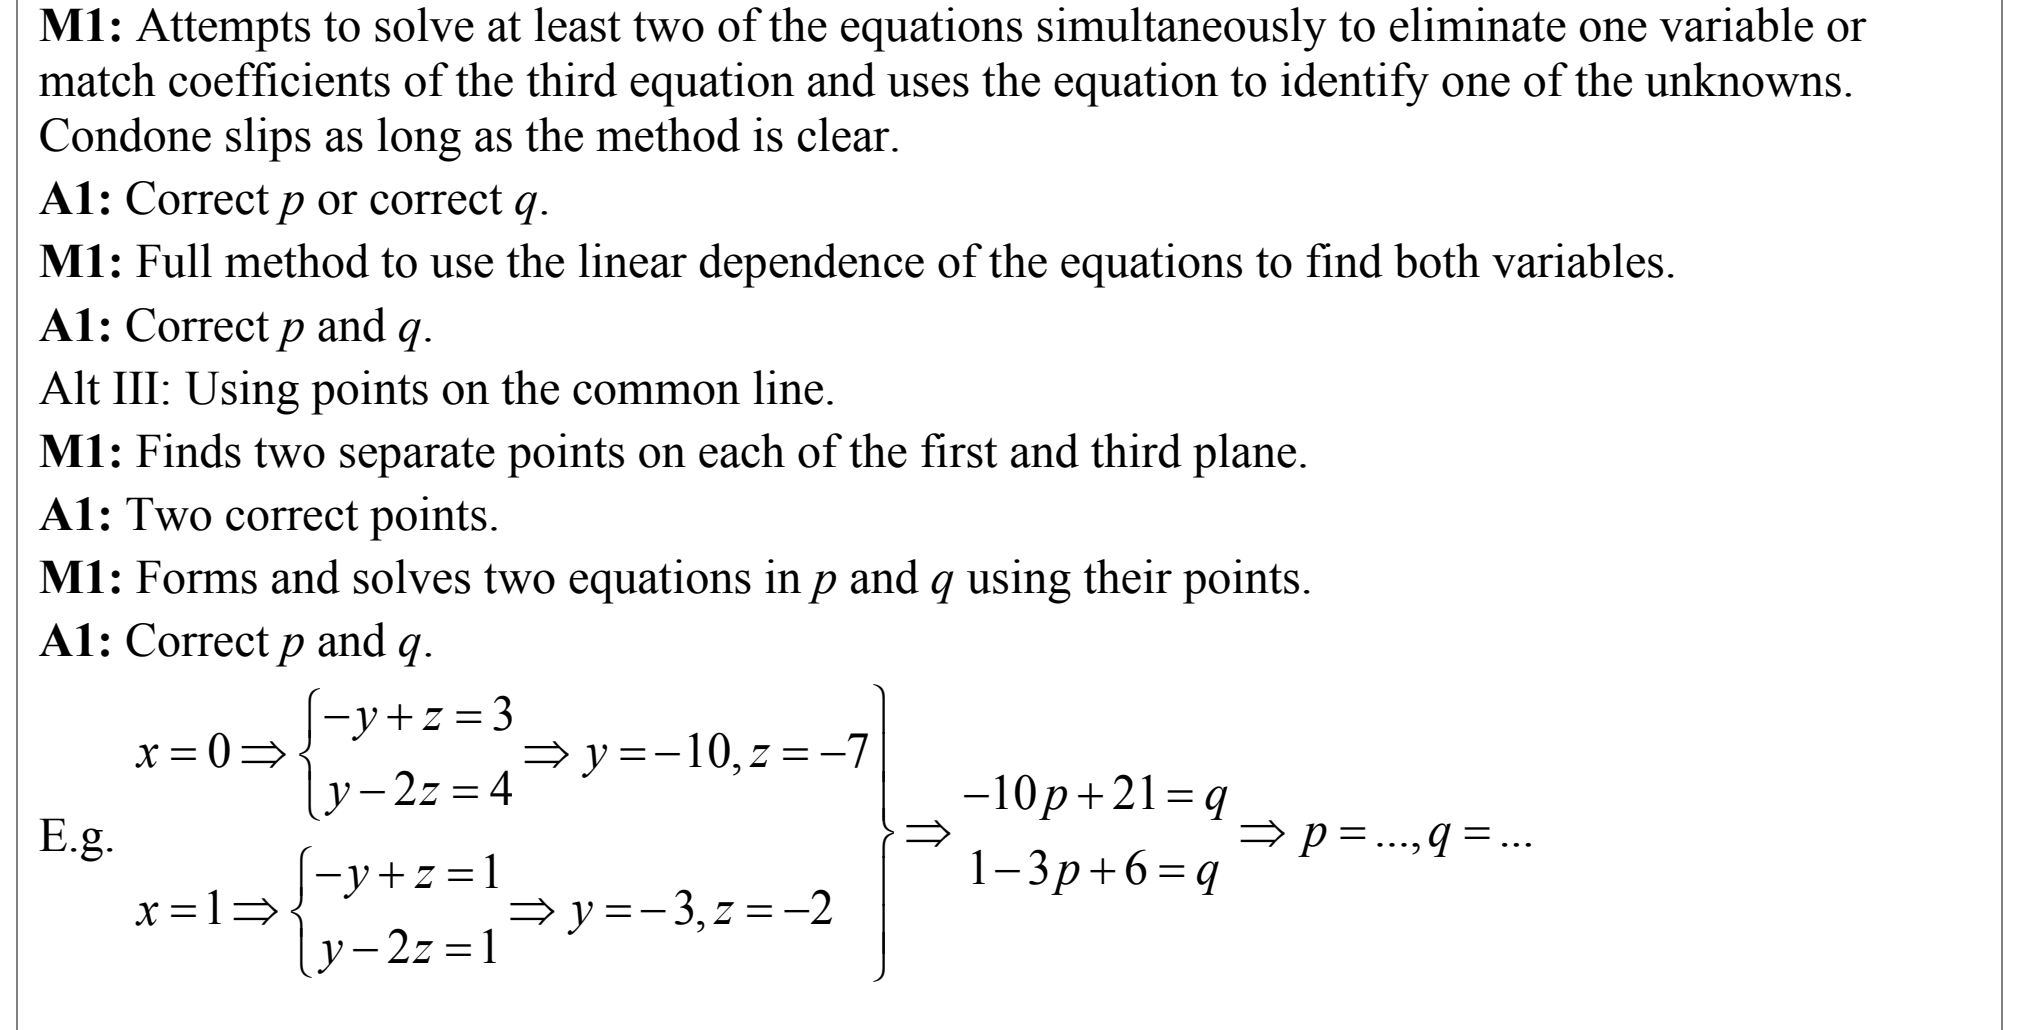 M1: Attempts to solve at least two of the equations simultaneously to eliminate one variable or
match coefficients of the third equation and uses the equation to identify one of the unknowns.
Condone slips as long as the method is clear.
A1: Correct p or correct q.
M1: Full method to use the linear dependence of the equations to find both variables.
A1: Correct p and q.
Alt III: Using points on the common line.
M1: Finds two separate points on each of the first and third plane.
A1: Two correct points.
M1: Forms and solves two equations in p and q using their points.
A1: Correct p and q.
E.g.
x = 0 ⇒ { −y + z = 3
y − 2z = 4
⇒ y = −10, z = −7
x = 1 ⇒ { −y + z = 1
y − 2z = 1
⇒ y = −3, z = −2 }
⇒ −10p + 21 = q
1 − 3p + 6 = q
⇒ p = ..., q = ...